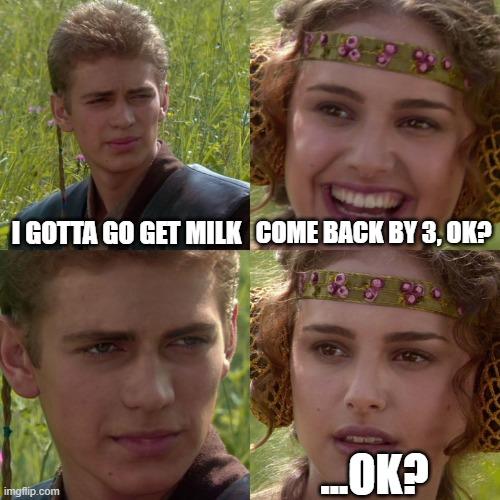 I GOTTA GO GET MILK
COME BACK BY 3, OK?
...OK?
imgflip.com